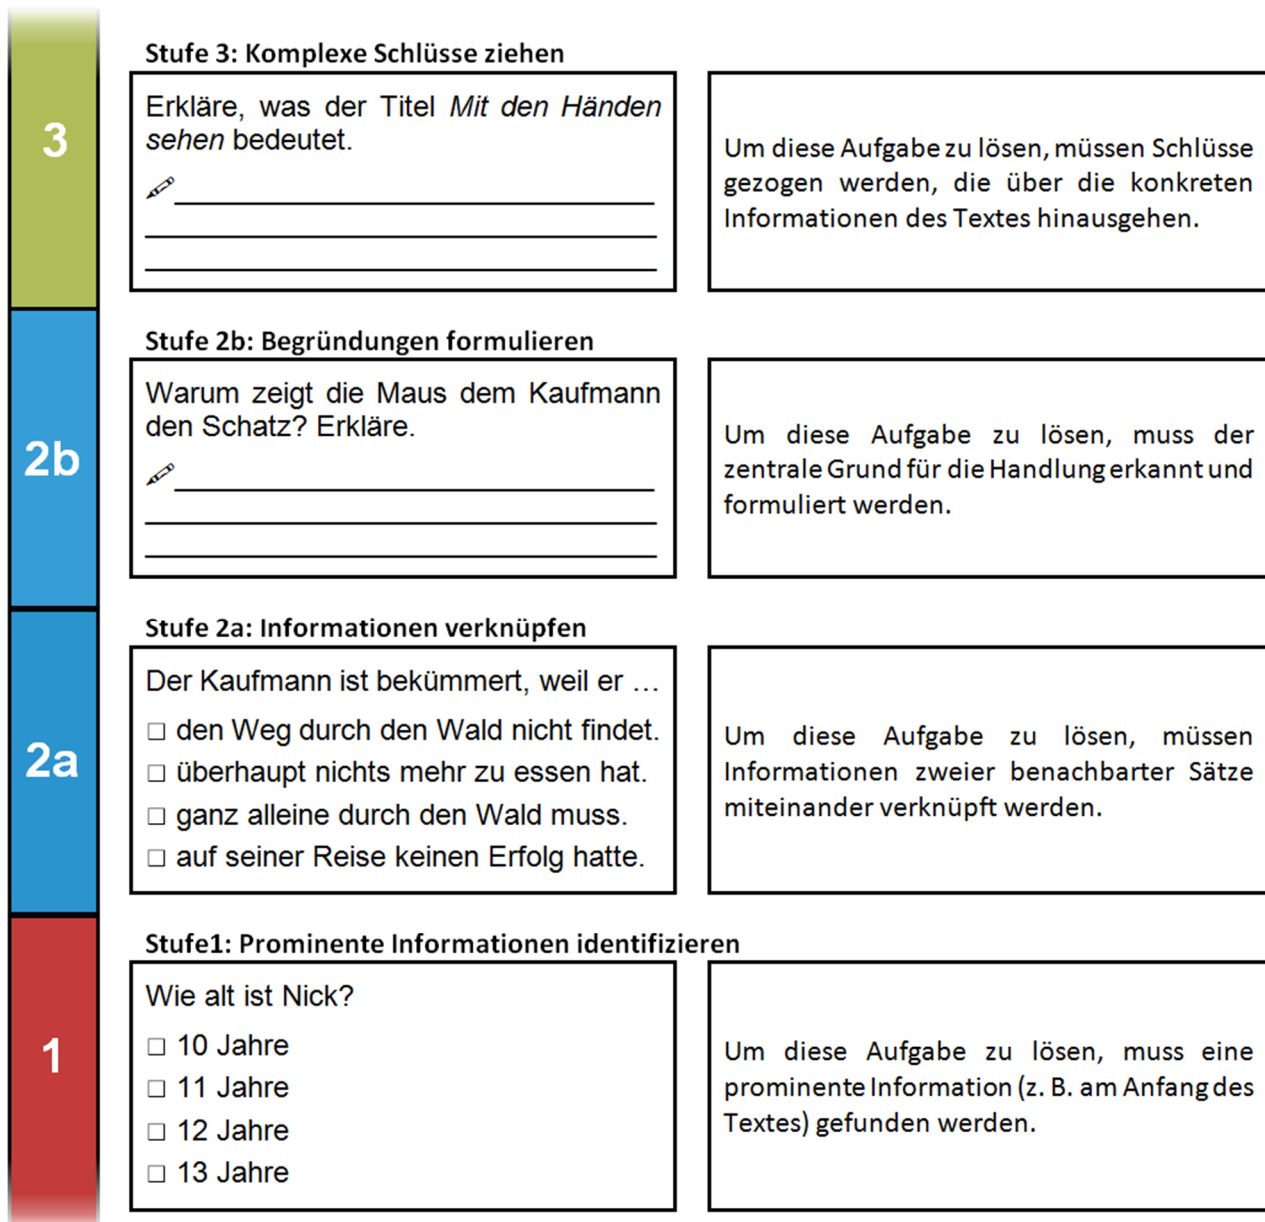 3
Stufe 3: Komplexe Schlüsse ziehen
Erkläre, was der Titel Mit den Händen
sehen bedeutet.
Um diese Aufgabe zu lösen, müssen Schlüsse
gezogen werden, die über die konkreten
Informationen des Textes hinausgehen.
2b
Stufe 2b: Begründungen formulieren
Warum zeigt die Maus dem Kaufmann
den Schatz? Erkläre.
Um diese Aufgabe zu lösen, muss der
zentrale Grund für die Handlung erkannt und
formuliert werden.
2a
Stufe 2a: Informationen verknüpfen
Der Kaufmann ist bekümmert, weil er …
☐ den Weg durch den Wald nicht findet.
☐ überhaupt nichts mehr zu essen hat.
☐ ganz alleine durch den Wald muss.
☐ auf seiner Reise keinen Erfolg hatte.
Um diese Aufgabe zu lösen, müssen
Informationen zweier benachbarter Sätze
miteinander verknüpft werden.
1
Stufe1: Prominente Informationen identifizieren
Wie alt ist Nick?
☐ 10 Jahre
☐ 11 Jahre
☐ 12 Jahre
☐ 13 Jahre
Um diese Aufgabe zu lösen, muss eine
prominente Information (z. B. am Anfang des
Textes) gefunden werden.